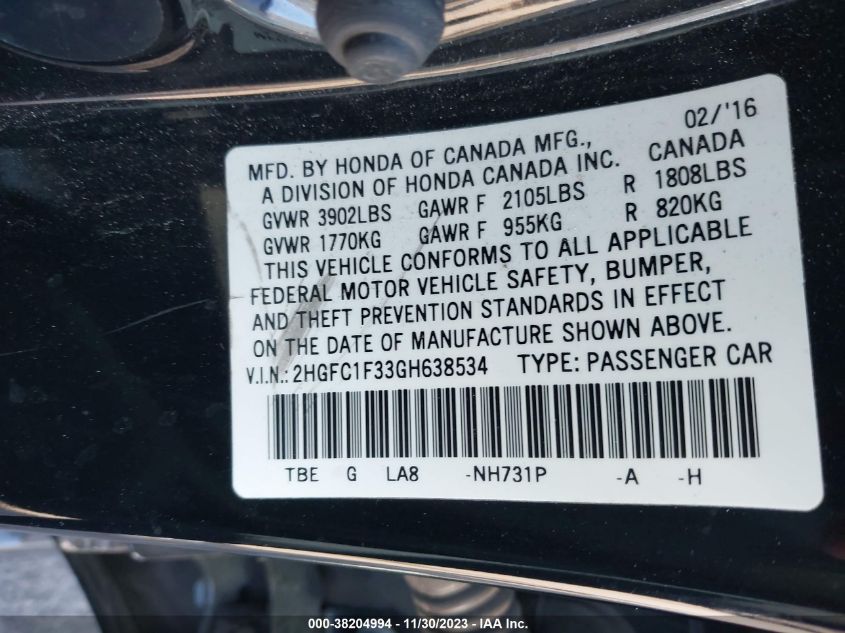 02/'16
MFD. BY HONDA OF CANADA MFG.,
A DIVISION OF HONDA CANADA INC. CANADA
GVWR 3902LBS GAWR F 2105LBS R 1808LBS
GVWR 1770KG GAWR F 955KG R 820KG
THIS VEHICLE CONFORMS TO ALL APPLICABLE
FEDERAL MOTOR VEHICLE SAFETY, BUMPER,
AND THEFT PREVENTION STANDARDS IN EFFECT
ON THE DATE OF MANUFACTURE SHOWN ABOVE.
V.I.N.: 2HGFC1F33GH638534 TYPE: PASSENGER CAR
TBE G LA8 -NH731P -A -H
000-38204994 - 11/30/2023 - IAA Inc.